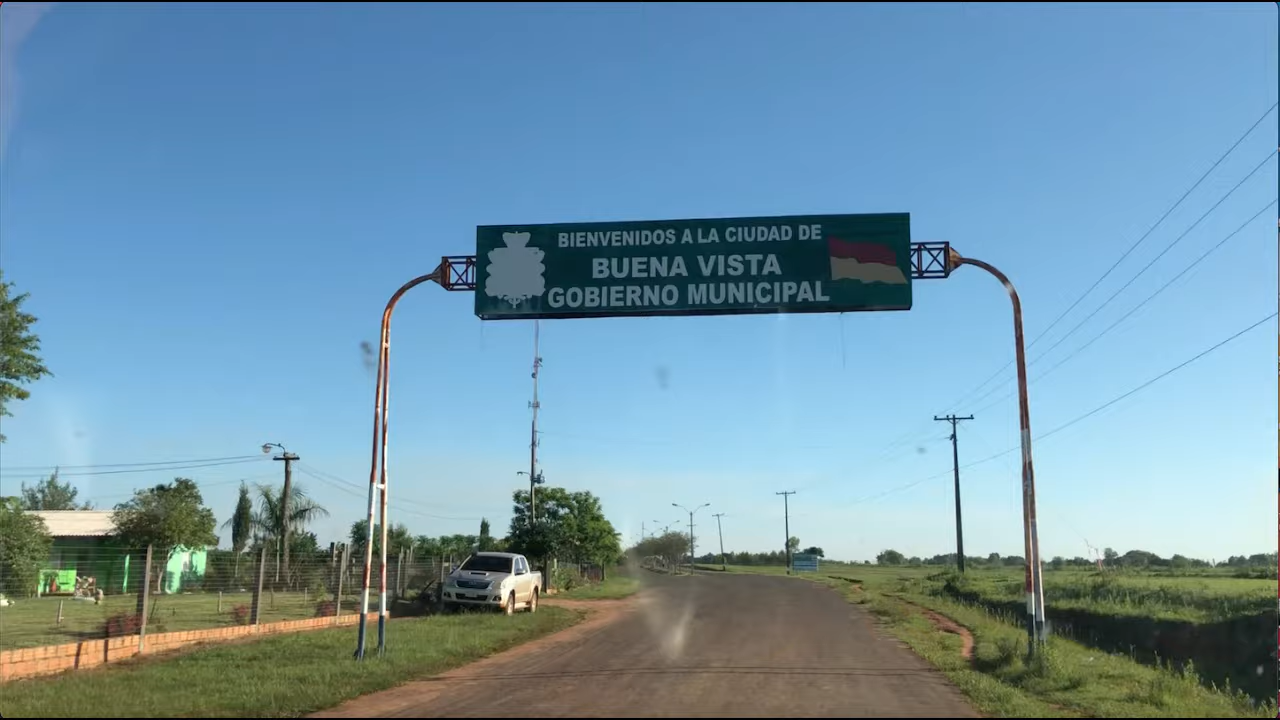 BIENVENIDOS A LA CIUDAD DE
BUENA VISTA
GOBIERNO MUNICIPAL